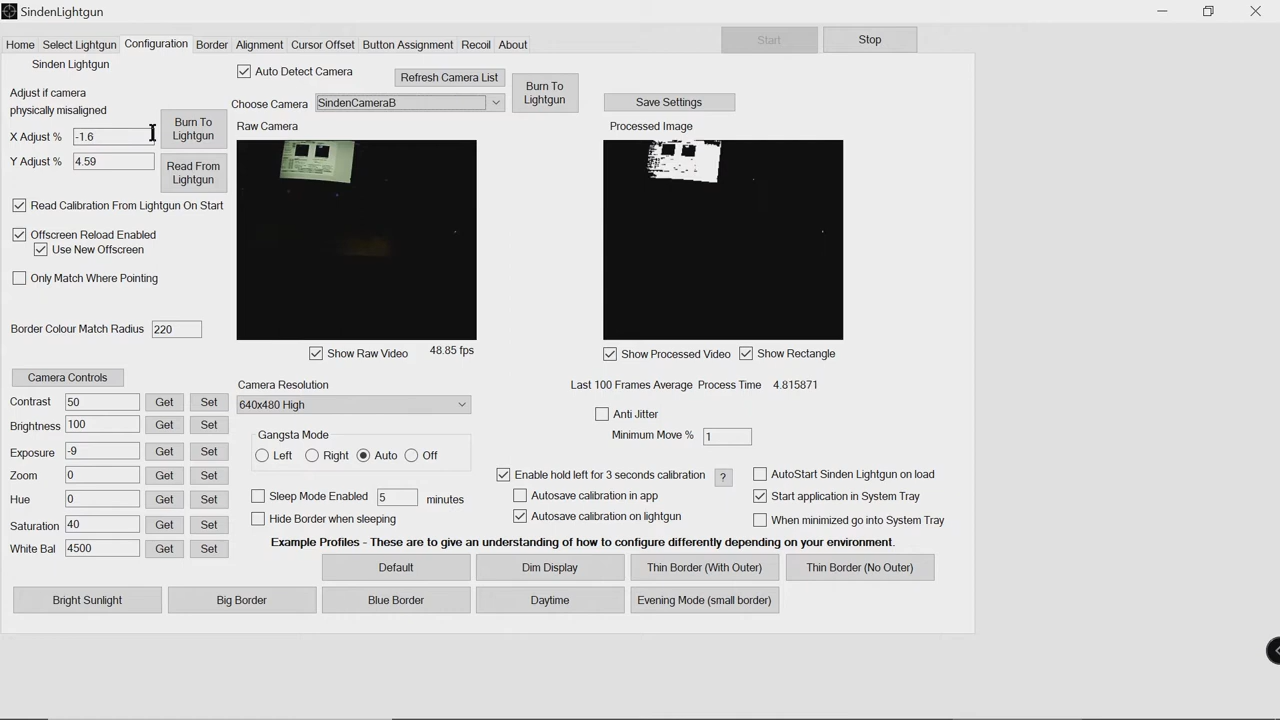 SindenLightgun
Home Select Lightgun Configuration Border Alignment Cursor Offset Button Assignment Recoil About
Start
Stop
Sinden Lightgun
Adjust if camera
physically misaligned
X Adjust % -1.6
Y Adjust % 4.59
Burn To
Lightgun
Read From
Lightgun
Read Calibration From Lightgun On Start
Offscreen Reload Enabled
Use New Offscreen
Only Match Where Pointing
Border Colour Match Radius 220
Auto Detect Camera
Refresh Camera List
Choose Camera SindenCameraB
Burn To
Lightgun
Save Settings
Raw Camera
Processed Image
Show Raw Video 48.85 fps
Show Processed Video Show Rectangle
Camera Controls
Contrast 50 Get Set
Brightness 100 Get Set
Exposure -9 Get Set
Zoom 0 Get Set
Hue 0 Get Set
Saturation 40 Get Set
White Bal 4500 Get Set
Camera Resolution
640x480 High
Gangsta Mode
Left Right Auto Off
Sleep Mode Enabled 5 minutes
Hide Border when sleeping
Last 100 Frames Average Process Time 4.815871
Anti Jitter
Minimum Move % 1
Enable hold left for 3 seconds calibration ?
Autosave calibration in app
Autosave calibration on lightgun
AutoStart Sinden Lightgun on load
Start application in System Tray
When minimized go into System Tray
Example Profiles - These are to give an understanding of how to configure differently depending on your environment.
Default Dim Display Thin Border (With Outer) Thin Border (No Outer)
Bright Sunlight Big Border Blue Border Daytime Evening Mode (small border)